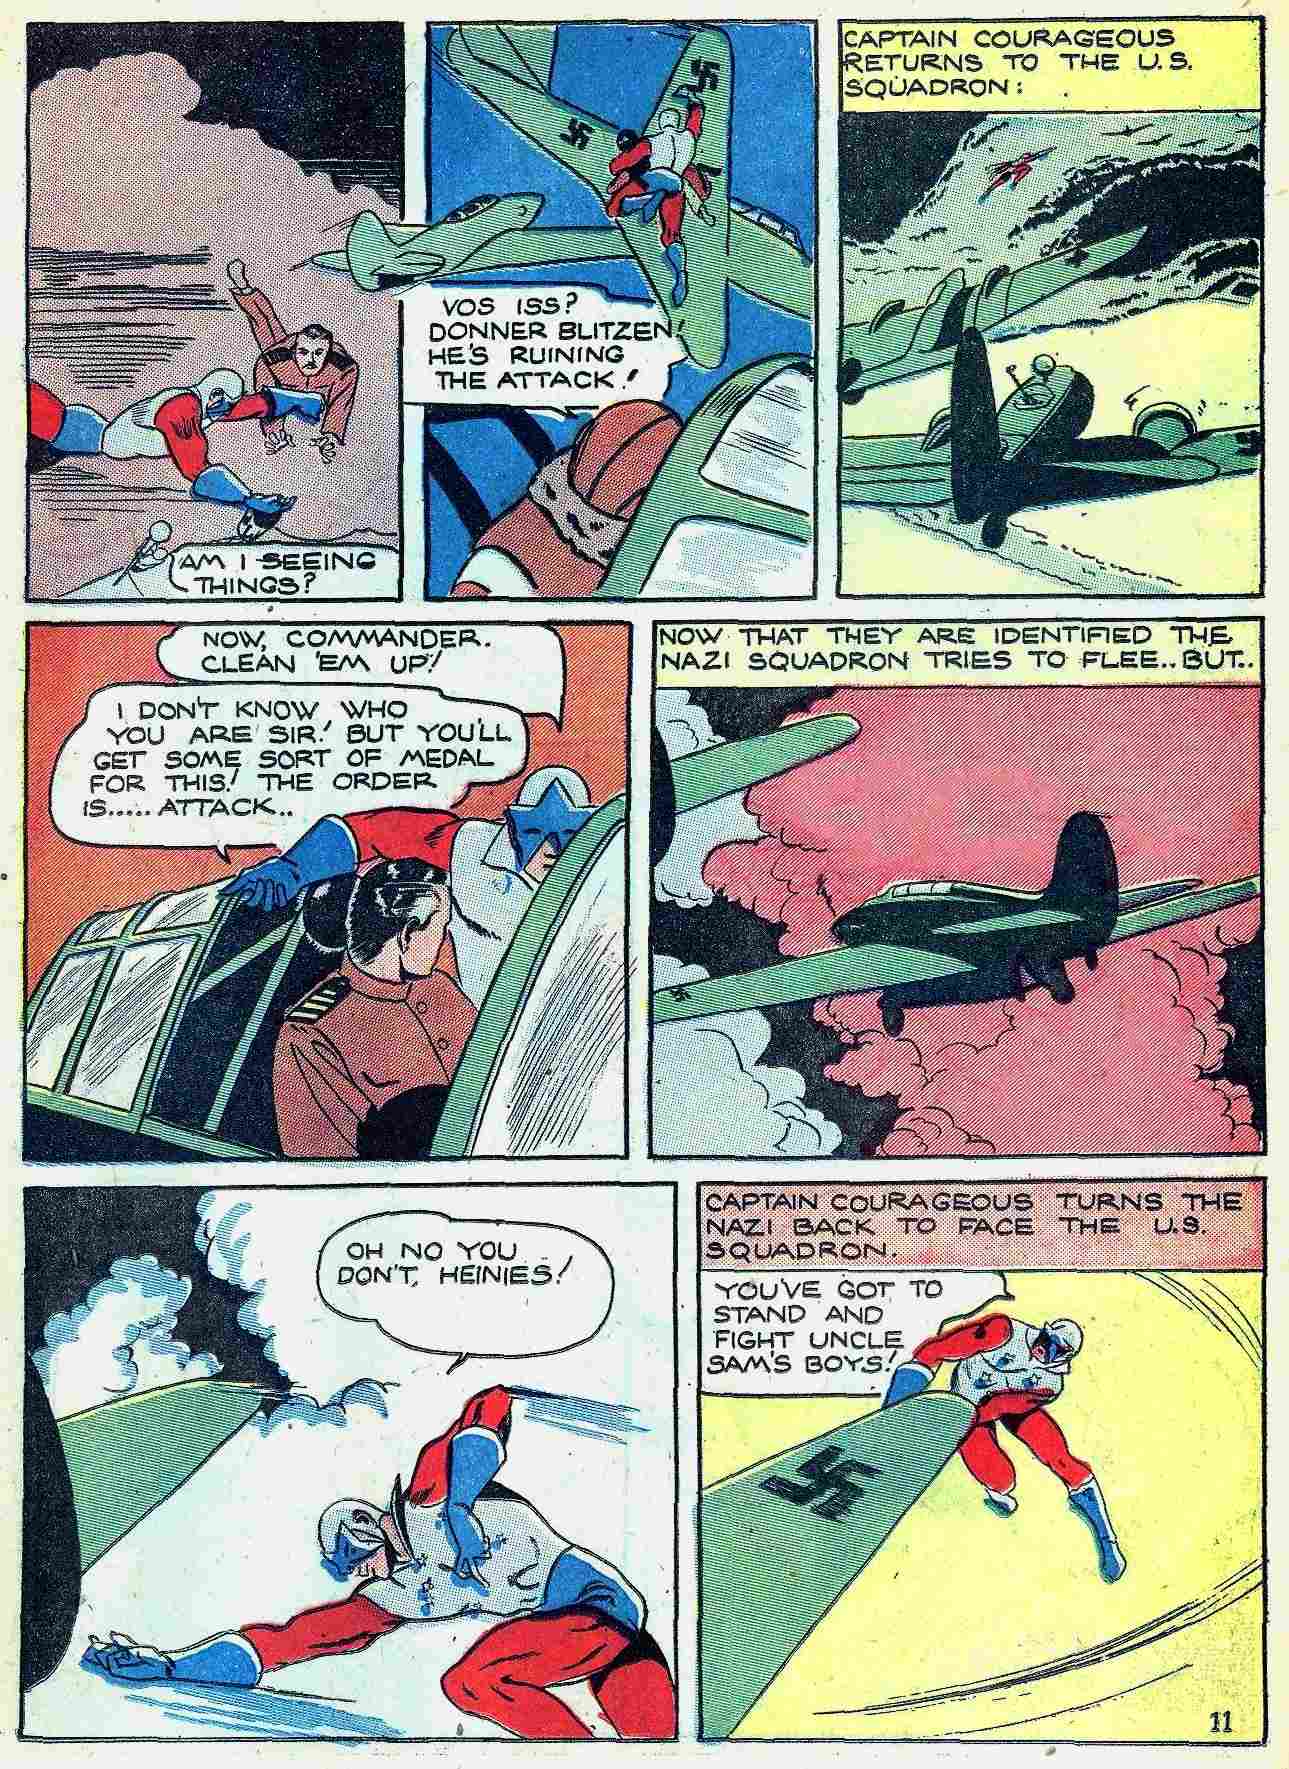 AM I SEEING
THINGS?
VOS ISS?
DONNER BLITZEN!
HE'S RUINING
THE ATTACK!
CAPTAIN COURAGEOUS
RETURNS TO THE U.S.
SQUADRON:
NOW, COMMANDER.
CLEAN 'EM UP!
I DON'T KNOW WHO
YOU ARE SIR! BUT YOU'LL
GET SOME SORT OF MEDAL
FOR THIS! THE ORDER
IS..... ATTACK..
NOW THAT THEY ARE IDENTIFIED THE
NAZI SQUADRON TRIES TO FLEE.. BUT..
OH NO YOU
DON'T, HEINIES!
CAPTAIN COURAGEOUS TURNS THE
NAZI BACK TO FACE THE U.S.
SQUADRON.
YOU'VE GOT TO
STAND AND
FIGHT UNCLE
SAM'S BOYS!
11